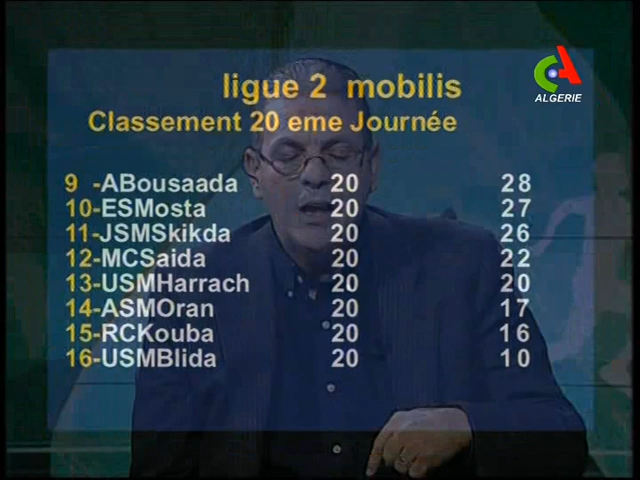 ligue 2 mobilis
ALGERIE
Classement 20 eme Journée
9 -ABousaada 20 28
10-ESMosta 20 27
11-JSMSkikda 20 26
12-MCSaida 20 22
13-USMHarrach 20 20
14-ASMOran 20 17
15-RCKouba 20 16
16-USMBlida 20 10